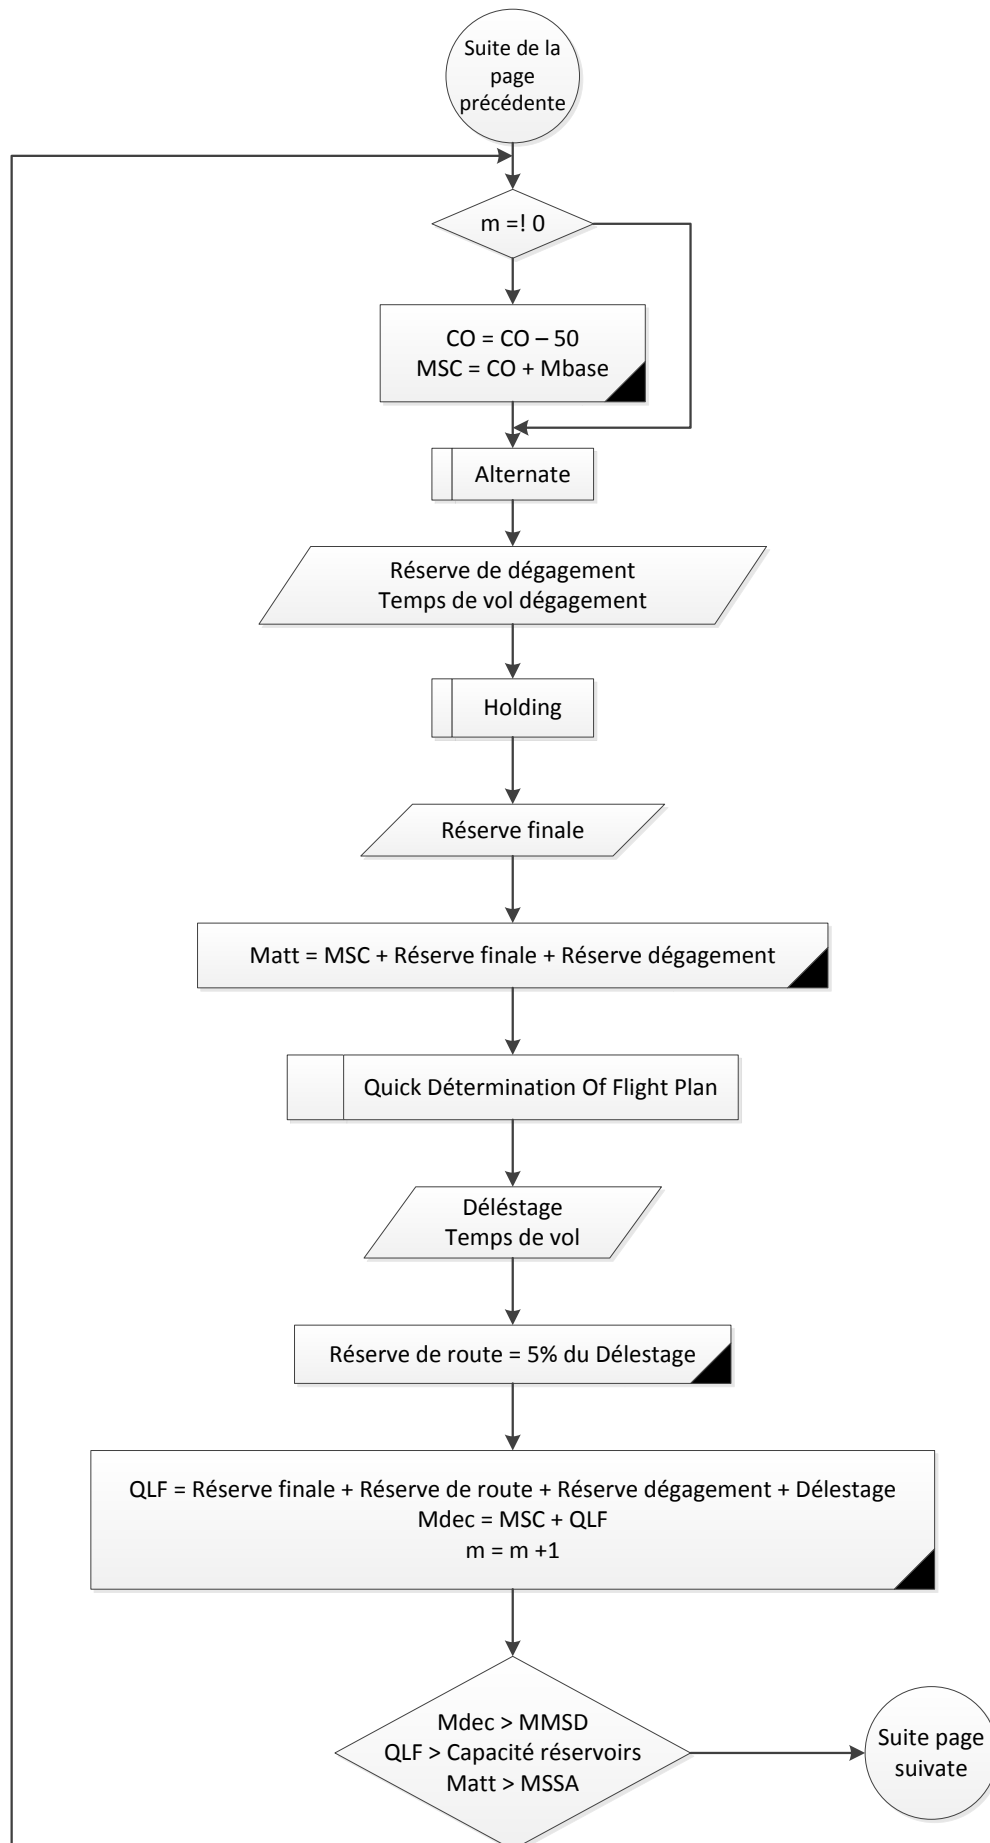 Suite de la
page
précédente
m =! 0
CO = CO – 50
MSC = CO + Mbase
Alternate
Réserve de dégagement
Temps de vol dégagement
Holding
Réserve finale
Matt = MSC + Réserve finale + Réserve dégagement
Quick Détermination Of Flight Plan
Déléstage
Temps de vol
Réserve de route = 5% du Délestage
QLF = Réserve finale + Réserve de route + Réserve dégagement + Délestage
Mdec = MSC + QLF
m = m +1
Mdec > MMSD
QLF > Capacité réservoirs
Matt > MSSA
Suite page
suivate